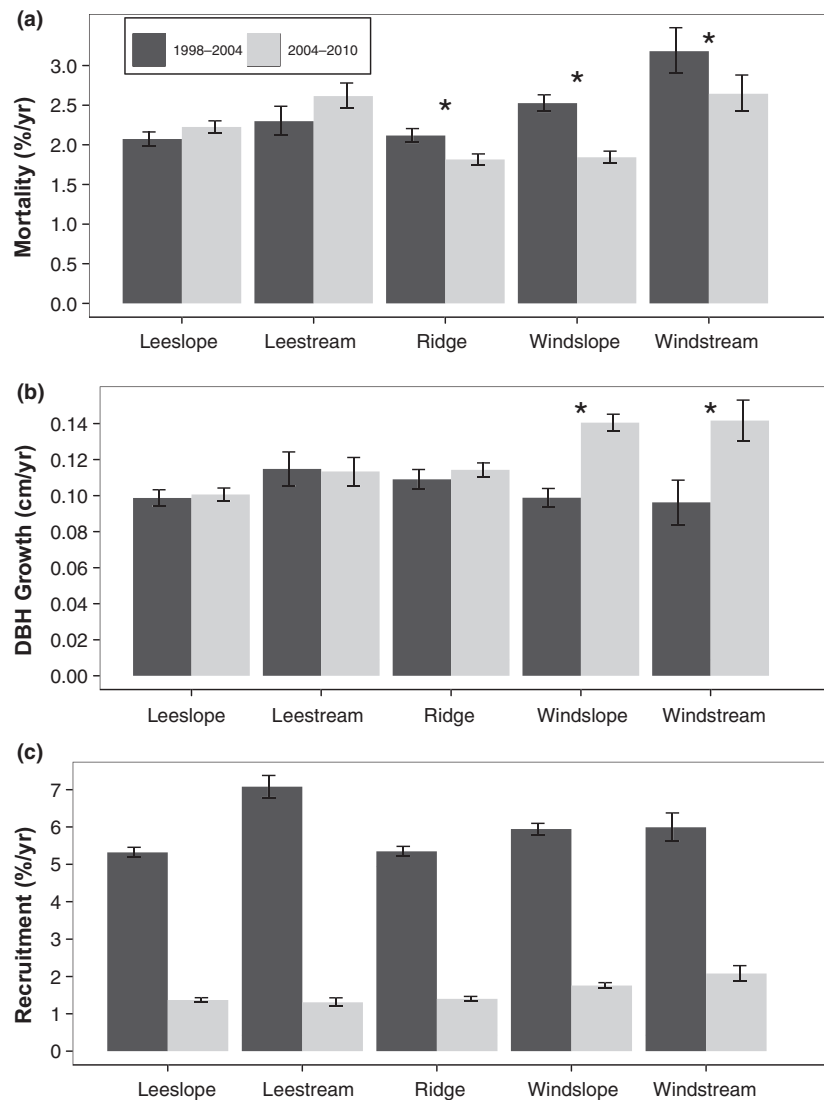 (a)
1998–2004 2004–2010
Mortality (%/yr)
3.0
2.5
2.0
1.5
1.0
0.5
0.0
* * *
Leeslope Leestream Ridge Windslope Windstream
(b)
DBH Growth (cm/yr)
0.14
0.12
0.10
0.08
0.06
0.04
0.02
0.00
* *
Leeslope Leestream Ridge Windslope Windstream
(c)
Recruitment (%/yr)
7
6
5
4
3
2
1
0
Leeslope Leestream Ridge Windslope Windstream